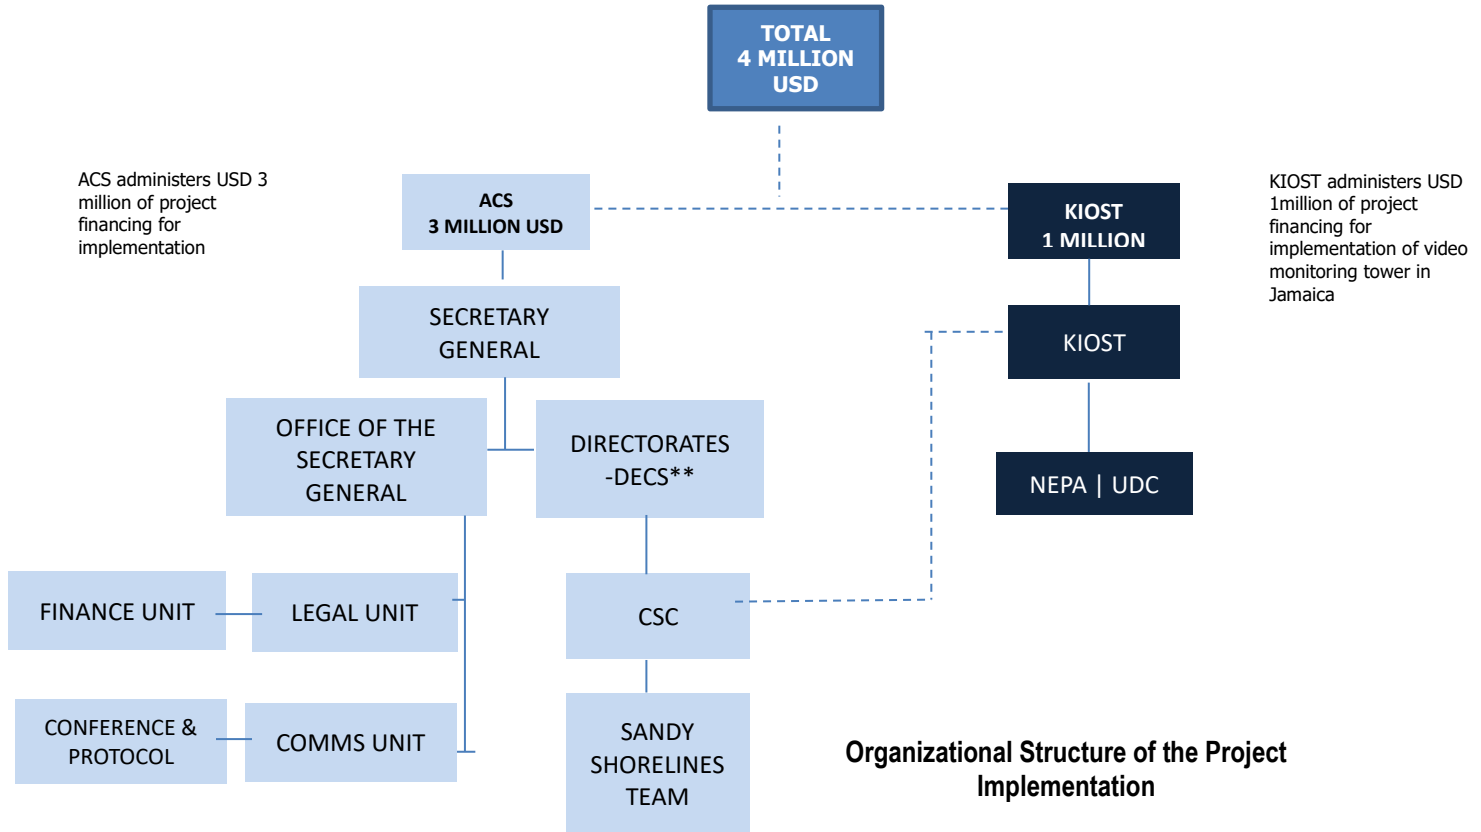 TOTAL
4 MILLION
USD
ACS administers USD 3
million of project
financing for
implementation
ACS
3 MILLION USD
KIOST
1 MILLION
KIOST administers USD
1million of project
financing for
implementation of video
monitoring tower in
Jamaica
SECRETARY
GENERAL
KIOST
OFFICE OF THE
SECRETARY
GENERAL
DIRECTORATES
-DECS**
NEPA | UDC
FINANCE UNIT
LEGAL UNIT
CSC
CONFERENCE &
PROTOCOL
COMMS UNIT
SANDY
SHORELINES
TEAM
Organizational Structure of the Project
Implementation